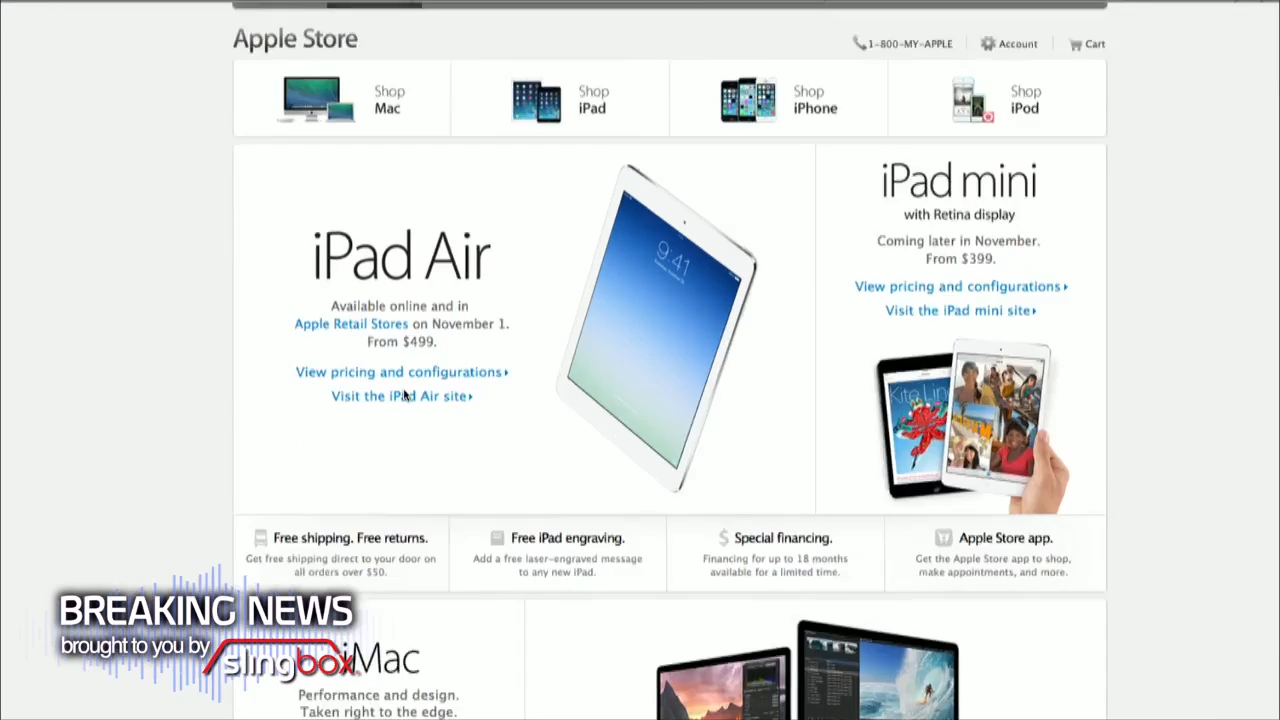 Apple Store
1-800-MY-APPLE
Account
Cart
Shop
Mac
Shop
iPad
Shop
iPhone
Shop
iPod
iPad Air
Available online and in
Apple Retail Stores on November 1.
From $499.
View pricing and configurations
Visit the iPad Air site
9:41
iPad mini
with Retina display
Coming later in November.
From $399.
View pricing and configurations
Visit the iPad mini site
Free shipping. Free returns.
Get free shipping direct to your door on
all orders over $50.
Free iPad engraving.
Add a free laser-engraved message
to any new iPad.
Special financing.
Financing for up to 18 months
available for a limited time.
Apple Store app.
Get the Apple Store app to shop,
make appointments, and more.
iMac
Performance and design.
Taken right to the edge.
BREAKING NEWS
brought to you by
slingbox